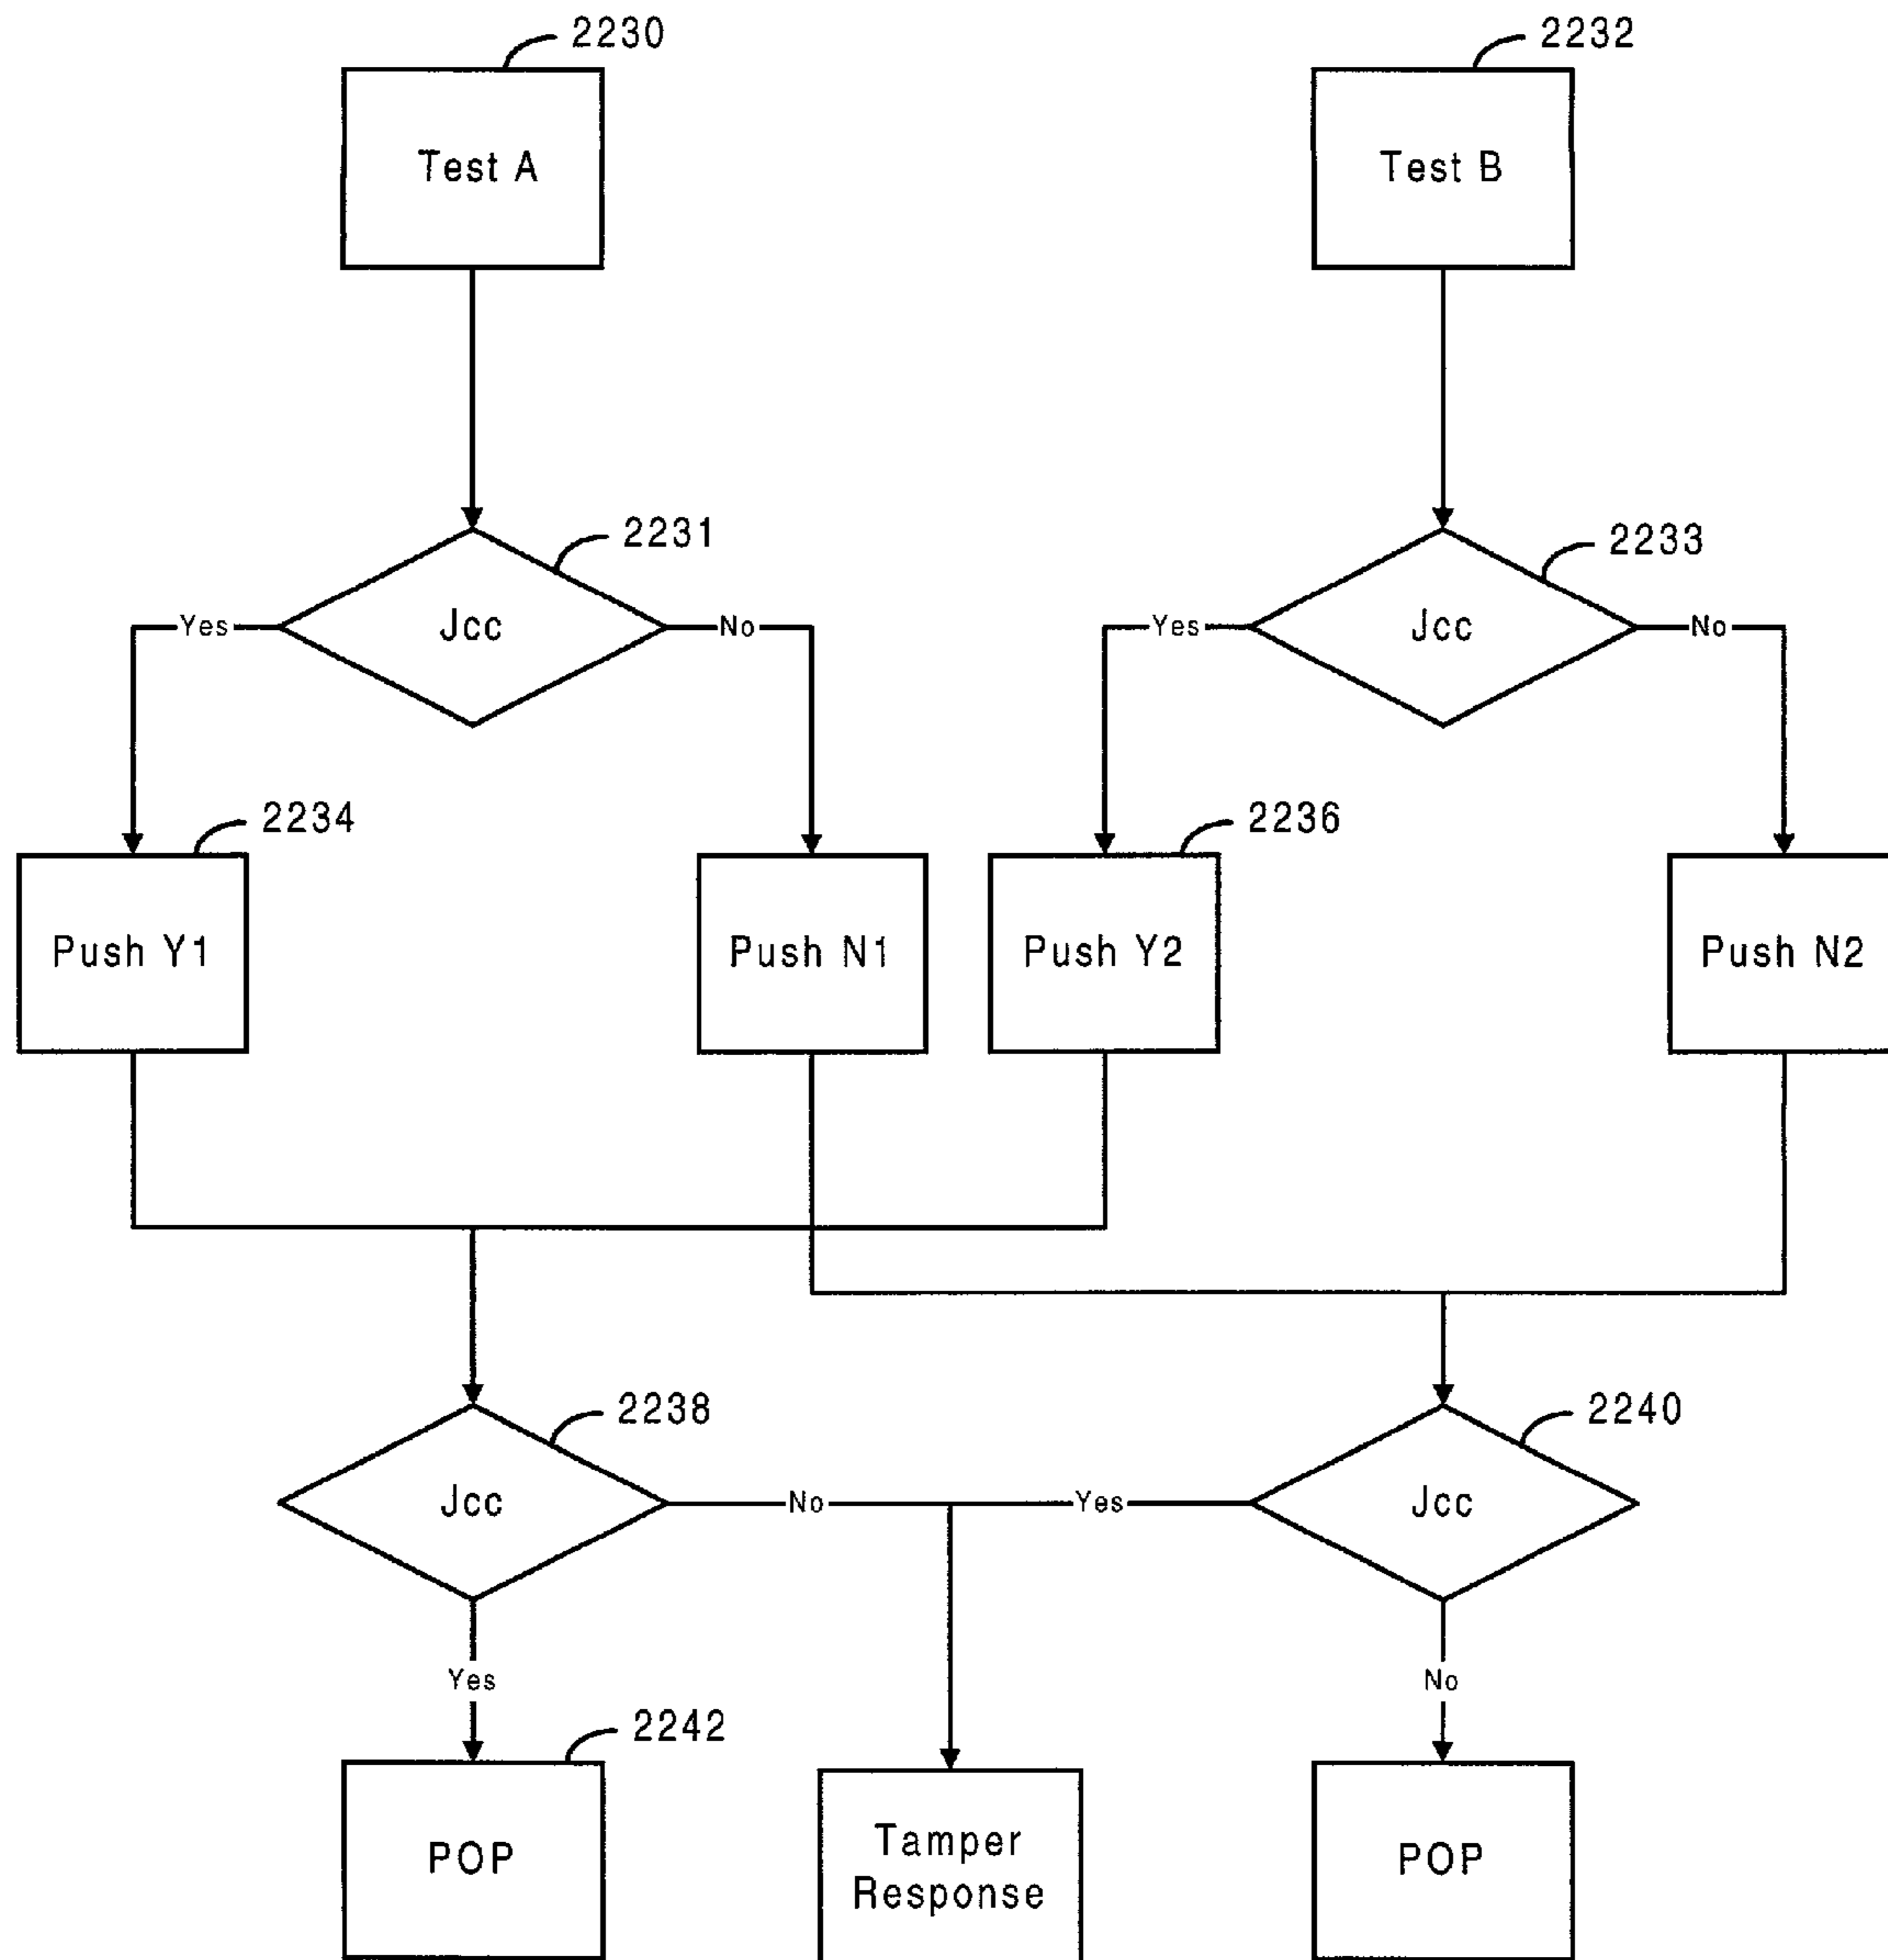 2230
2232
Test A
Test B
2231
2233
Yes
Jcc
No
Yes
Jcc
No
2234
2236
Push Y1
Push N1
Push Y2
Push N2
2238
2240
Jcc
No
Yes
Jcc
Yes
No
2242
POP
Tamper
Response
POP